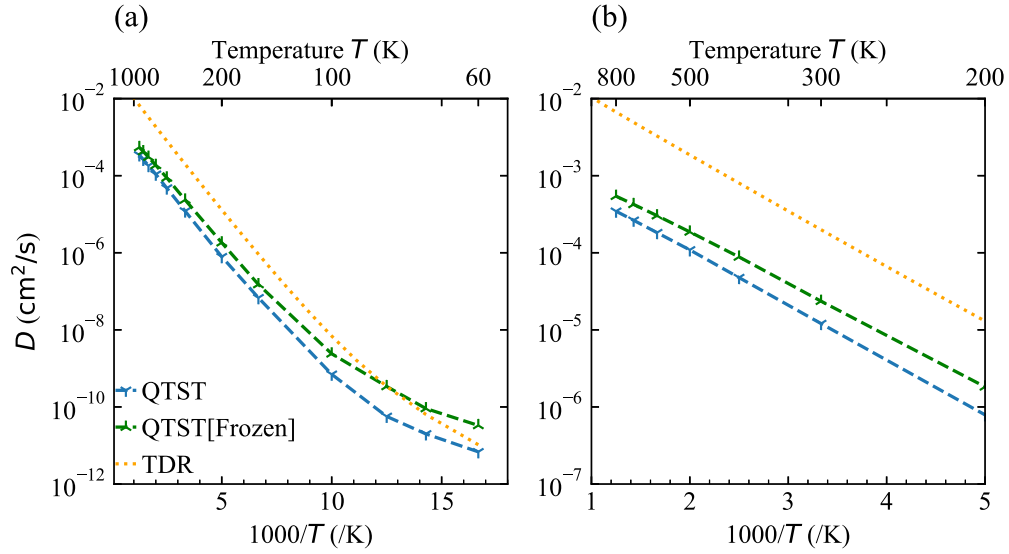 (a)
Temperature T (K)
1000 200 100 60
10⁻²
10⁻⁴
10⁻⁶
10⁻⁸
10⁻¹⁰
10⁻¹²
D (cm²/s)
QTST
QTST[Frozen]
TDR
5 10 15
1000/T (/K)
(b)
Temperature T (K)
800 500 300 200
10⁻²
10⁻³
10⁻⁴
10⁻⁵
10⁻⁶
10⁻⁷
1 2 3 4 5
1000/T (/K)